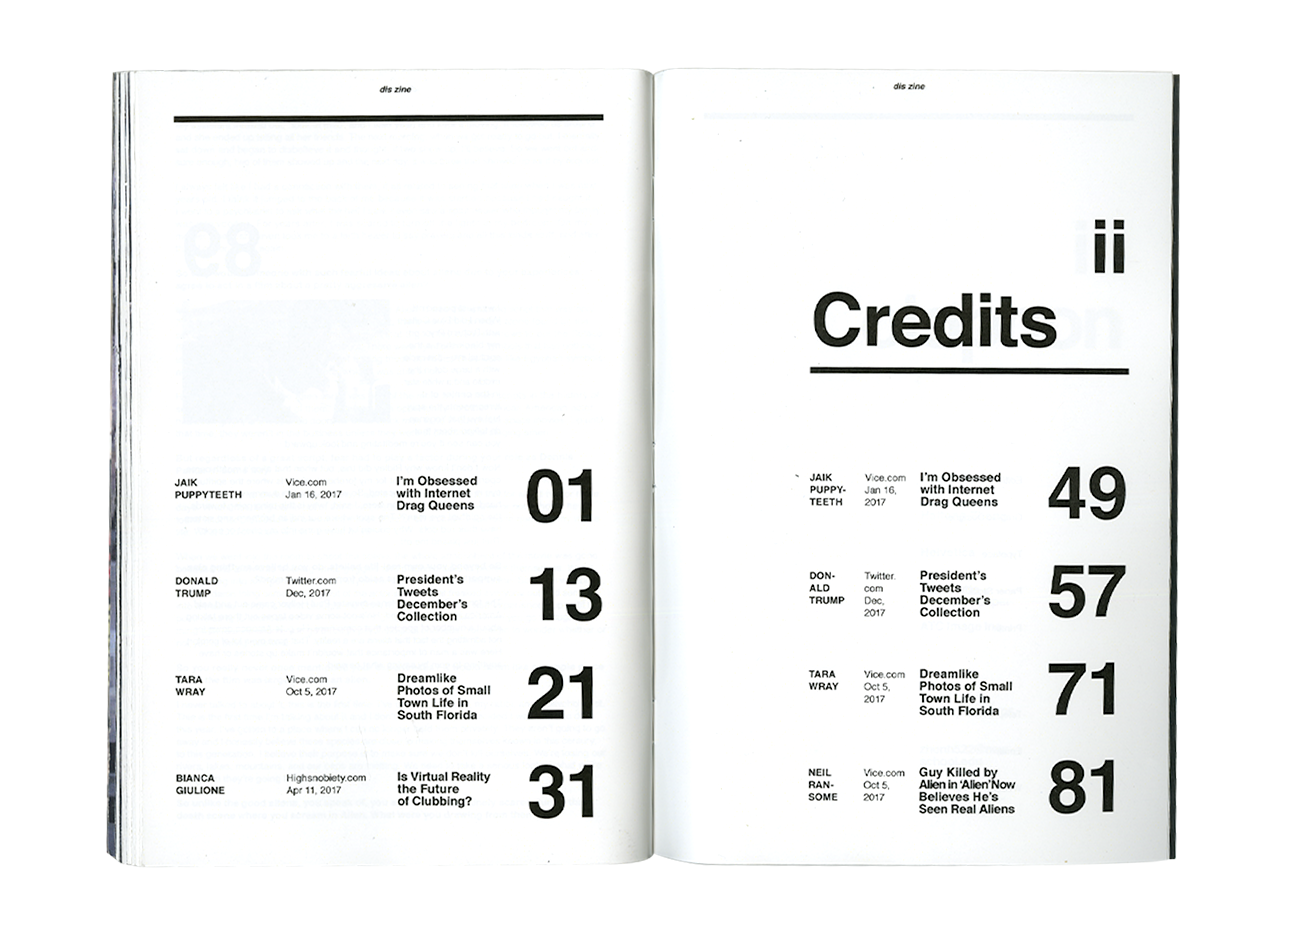 dis zine
JAIK
PUPPYTEETH
Vice.com
Jan 16, 2017
I'm Obsessed
with Internet
Drag Queens
01
DONALD
TRUMP
Twitter.com
Dec, 2017
President's
Tweets
December's
Collection
13
TARA
WRAY
Vice.com
Oct 5, 2017
Dreamlike
Photos of Small
Town Life in
South Florida
21
BIANCA
GIULIONE
Highsnobiety.com
Apr 11, 2017
Is Virtual Reality
the Future
of Clubbing?
31
dis zine
ii
Credits
JAIK
PUPPY-
TEETH
Vice.com
Jan 16,
2017
I'm Obsessed
with Internet
Drag Queens
49
DON-
ALD
TRUMP
Twitter.
com
Dec,
2017
President's
Tweets
December's
Collection
57
TARA
WRAY
Vice.com
Oct 5,
2017
Dreamlike
Photos of Small
Town Life in
South Florida
71
NEIL
RAN-
SOME
Vice.com
Oct 5,
2017
Guy Killed by
Alien in 'Alien' Now
Believes He's
Seen Real Aliens
81